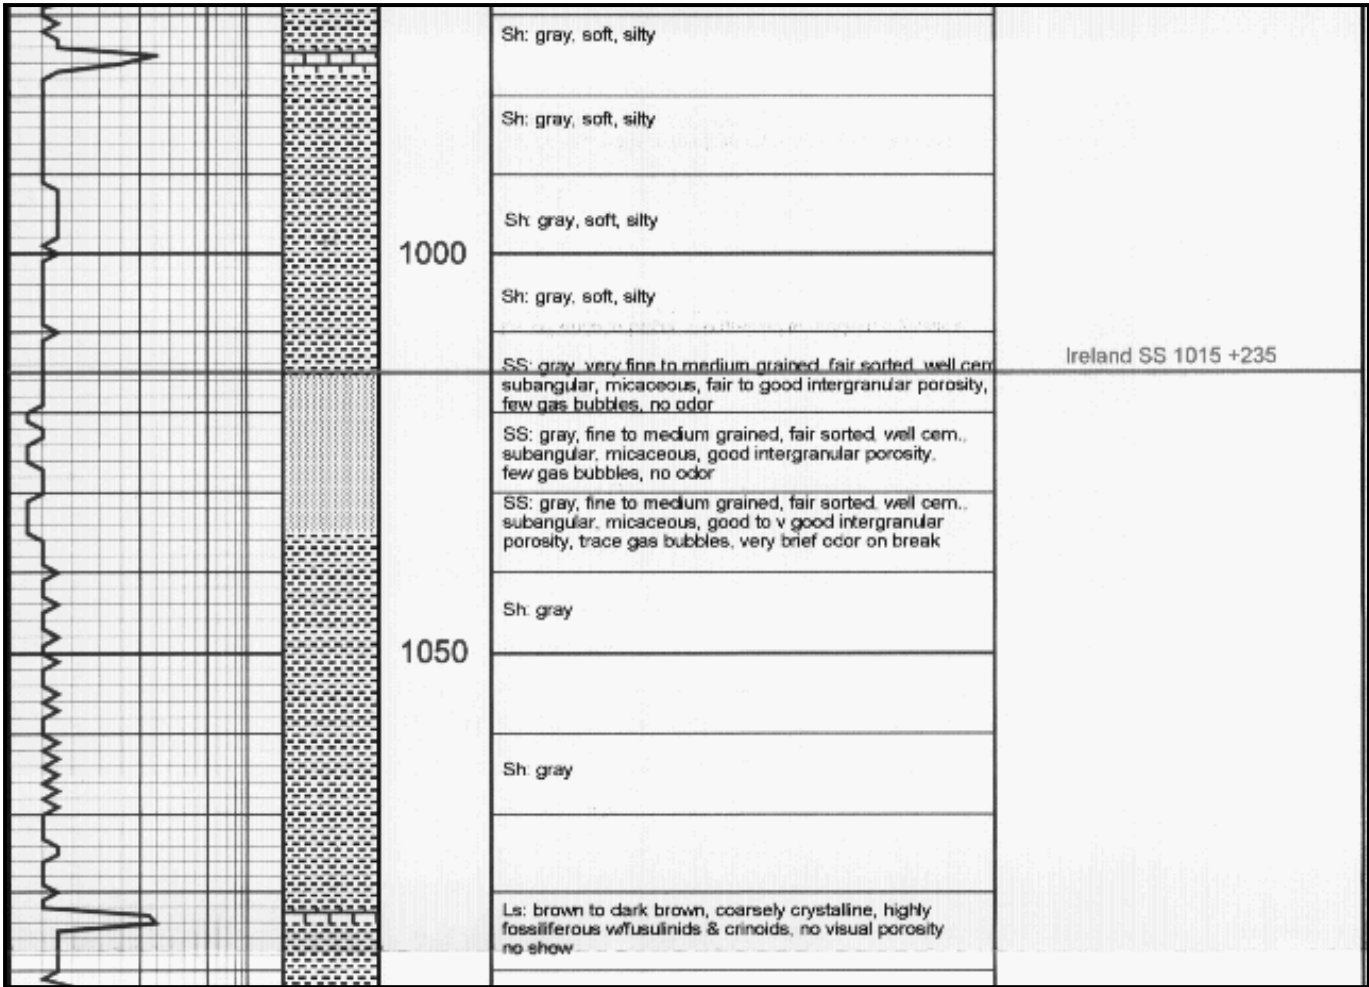 Sh: gray, soft, silty
Sh: gray, soft, silty
Sh: gray, soft, silty
1000
Sh: gray, soft, silty
Ireland SS 1015 +235
SS: gray, very fine to medium grained, fair sorted, well cem
subangular, micaceous, fair to good intergranular porosity,
few gas bubbles, no odor
SS: gray, fine to medium grained, fair sorted, well cem.,
subangular, micaceous, good intergranular porosity,
few gas bubbles, no odor
SS: gray, fine to medium grained, fair sorted, well cem.,
subangular, micaceous, good to v good intergranular
porosity, trace gas bubbles, very brief odor on break
Sh: gray
1050
Sh: gray
Ls: brown to dark brown, coarsely crystalline, highly
fossiliferous w/fusulinids & crinoids, no visual porosity
no show